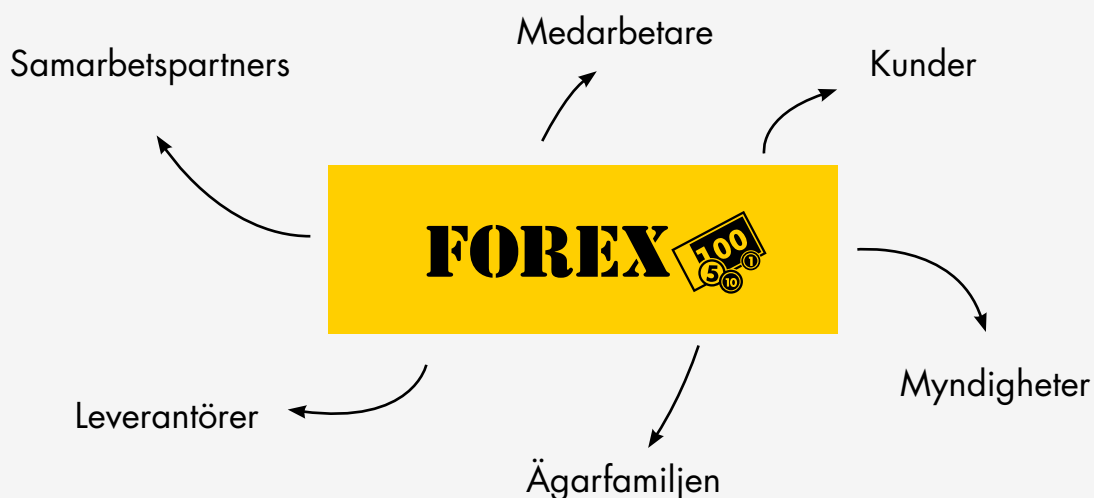 Medarbetare
Samarbetspartners
Kunder
FOREX
100
5
10
1
Myndigheter
Leverantörer
Ägarfamiljen